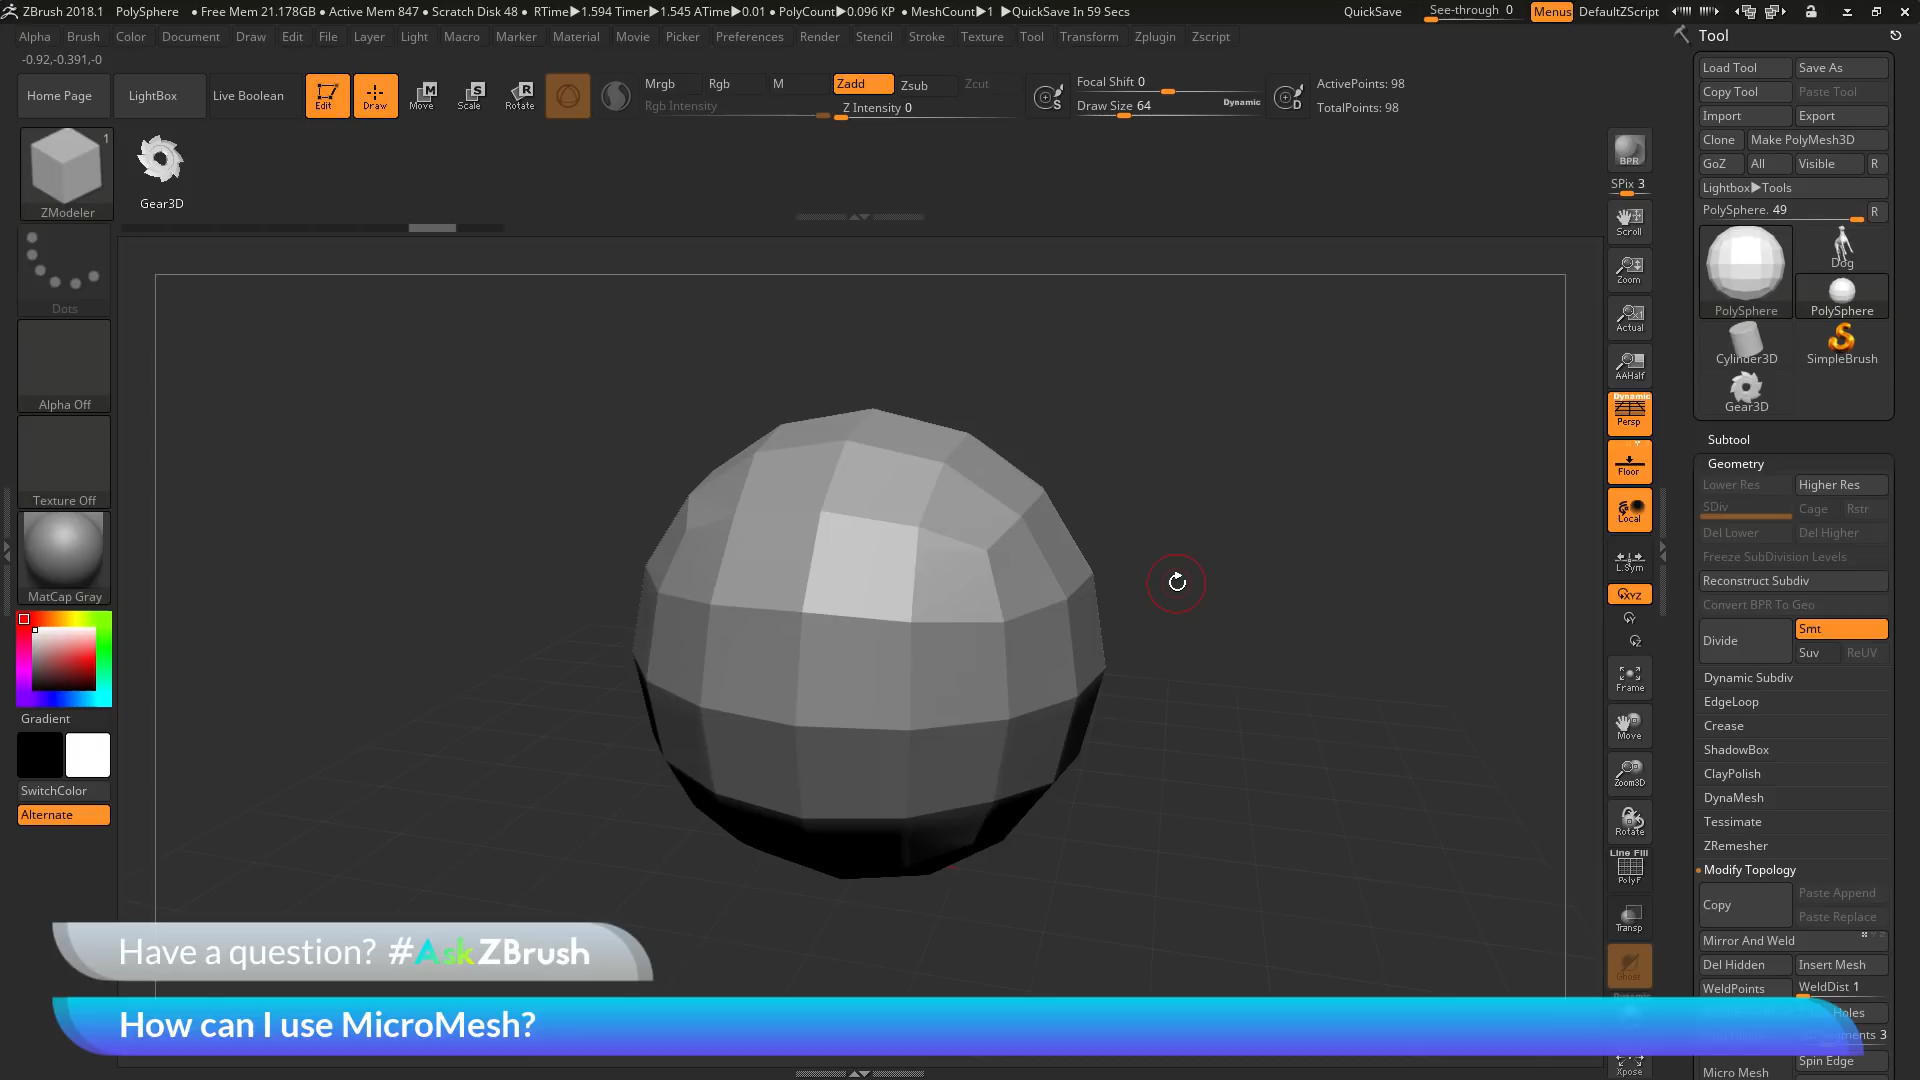 ZBrush 2018.1 PolySphere ● Free Mem 21.178GB ● Active Mem 847 ● Scratch Disk 48 ● RTime▶1.594 Timer▶1.545 ATime▶0.01 ● PolyCount▶0.096 KP ● MeshCount▶1 ▶QuickSave In 59 Secs QuickSave See-through 0 Menus DefaultZScript
Alpha Brush Color Document Draw Edit File Layer Light Macro Marker Material Movie Picker Preferences Render Stencil Stroke Texture Tool Transform Zplugin Zscript
-0.92,-0.391,-0
Home Page LightBox Live Boolean Edit Draw Move Scale Rotate
Mrgb Rgb M Zadd Zsub Zcut
Rgb Intensity Z Intensity 0
Focal Shift 0
Draw Size 64 Dynamic
ActivePoints: 98
TotalPoints: 98
1
ZModeler
Gear3D
Dots
Alpha Off
Texture Off
MatCap Gray
Gradient
SwitchColor
Alternate
BPR
SPix 3
Scroll
Zoom
Actual
AAHalf
Dynamic
Persp
Floor
Local
L.Sym
XYZ
Frame
Move
Zoom3D
Rotate
Line Fill
PolyF
Transp
Ghost
Xpose
Tool
Load Tool Save As
Copy Tool Paste Tool
Import Export
Clone Make PolyMesh3D
GoZ All Visible R
Lightbox▶Tools
PolySphere. 49 R
PolySphere Dog
PolySphere
Cylinder3D SimpleBrush
Gear3D
Subtool
Geometry
Lower Res Higher Res
SDiv Cage Rstr
Del Lower Del Higher
Freeze SubDivision Levels
Reconstruct Subdiv
Convert BPR To Geo
Divide Smt
Suv ReUV
Dynamic Subdiv
EdgeLoop
Crease
ShadowBox
ClayPolish
DynaMesh
Tessimate
ZRemesher
Modify Topology
Copy Paste Append
Paste Replace
Mirror And Weld
Del Hidden Insert Mesh
WeldPoints WeldDist 1
Holes
3
Spin Edge
Micro Mesh
Have a question? #AskZBrush
How can I use MicroMesh?